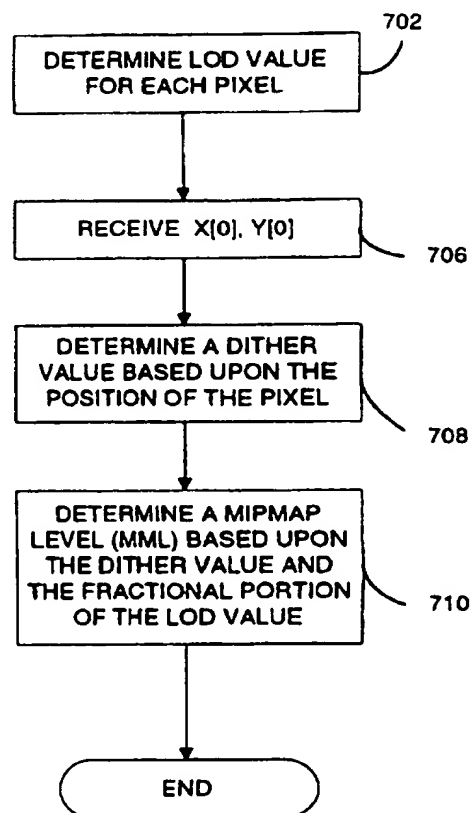 702
DETERMINE LOD VALUE
FOR EACH PIXEL
RECEIVE X[0], Y[0]
706
DETERMINE A DITHER
VALUE BASED UPON THE
POSITION OF THE PIXEL
708
DETERMINE A MIPMAP
LEVEL (MML) BASED UPON
THE DITHER VALUE AND
THE FRACTIONAL PORTION
OF THE LOD VALUE
710
END